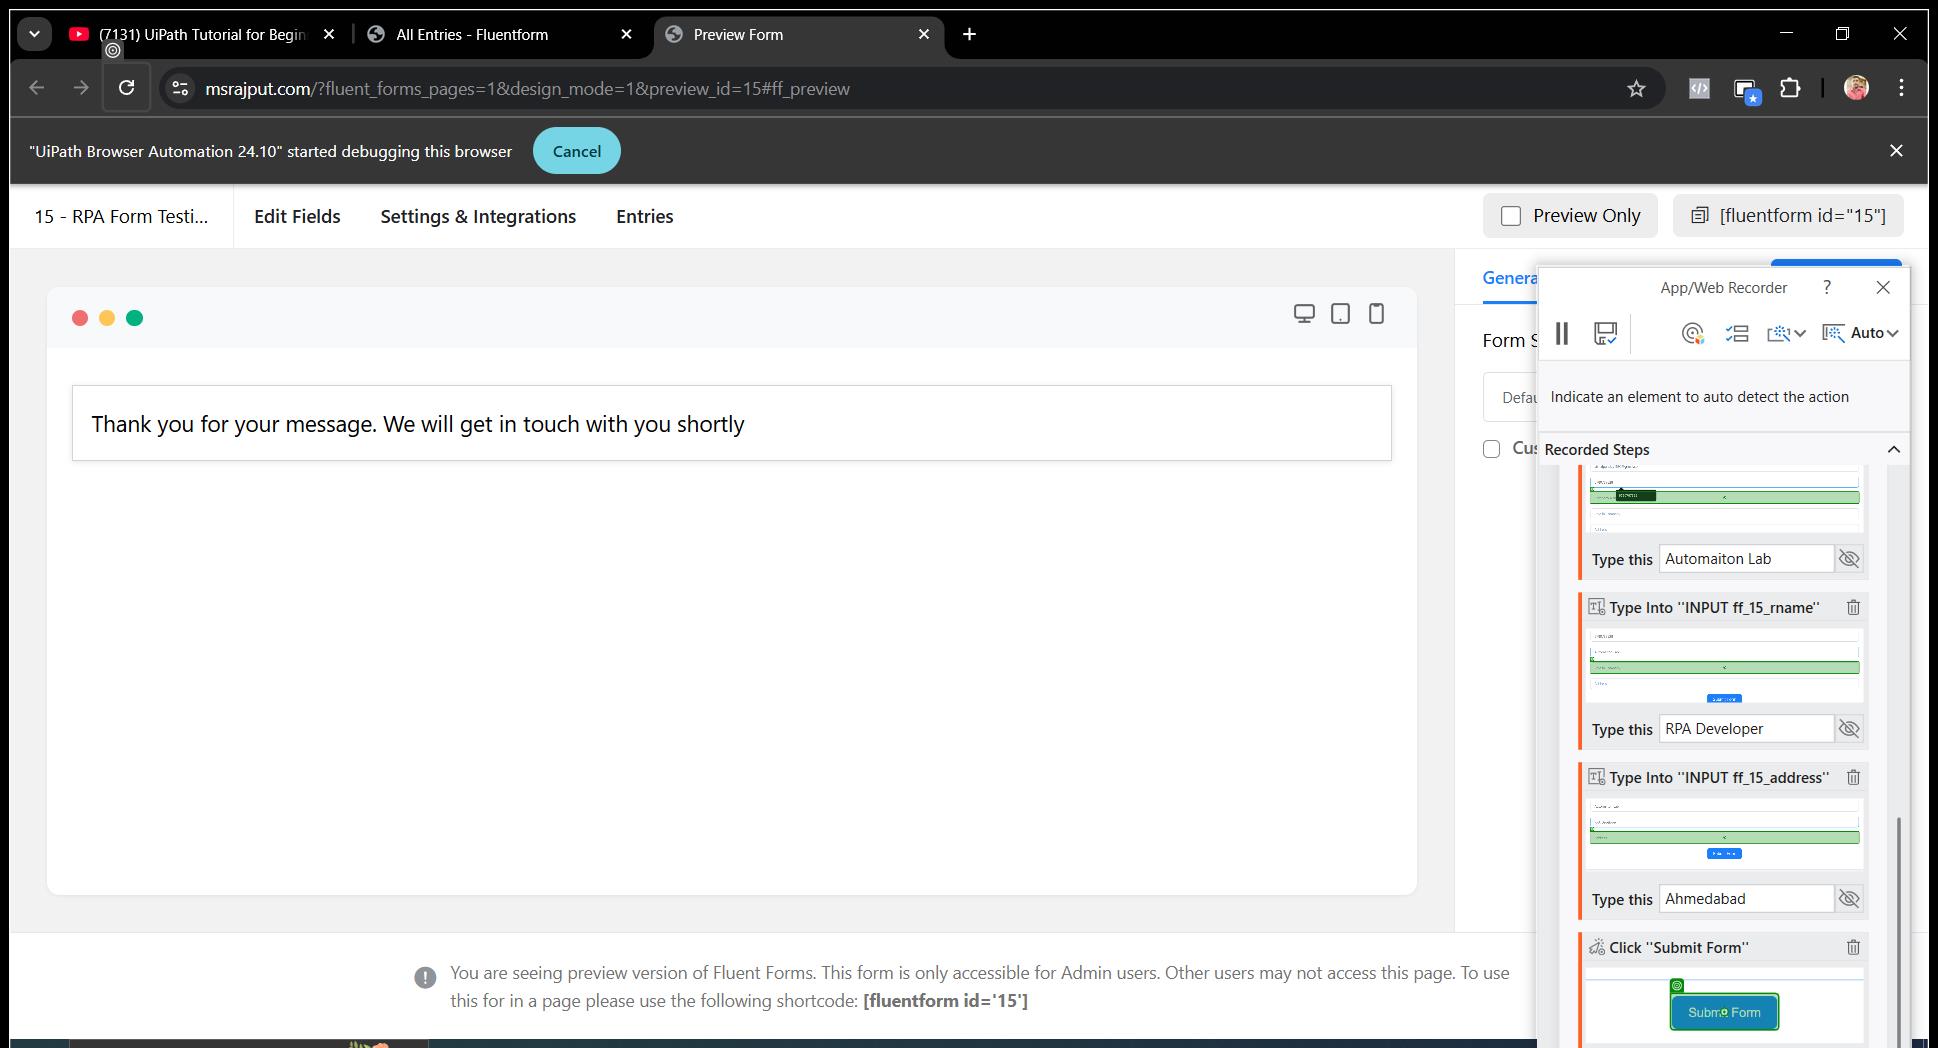 (7131) UiPath Tutorial for Begin
All Entries - Fluentform
Preview Form
msrajput.com/?fluent_forms_pages=1&design_mode=1&preview_id=15#ff_preview
"UiPath Browser Automation 24.10" started debugging this browser
Cancel
15 - RPA Form Testi...
Edit Fields
Settings & Integrations
Entries
Preview Only
[fluentform id="15"]
Genera
App/Web Recorder
?
Form S
Auto
Defau
Indicate an element to auto detect the action
Cus
Recorded Steps
Thank you for your message. We will get in touch with you shortly
Type this
Automaiton Lab
Type Into "INPUT ff_15_rname"
Type this
RPA Developer
Type Into "INPUT ff_15_address"
Type this
Ahmedabad
Click "Submit Form"
Form
You are seeing preview version of Fluent Forms. This form is only accessible for Admin users. Other users may not access this page. To use
this for in a page please use the following shortcode: [fluentform id='15']